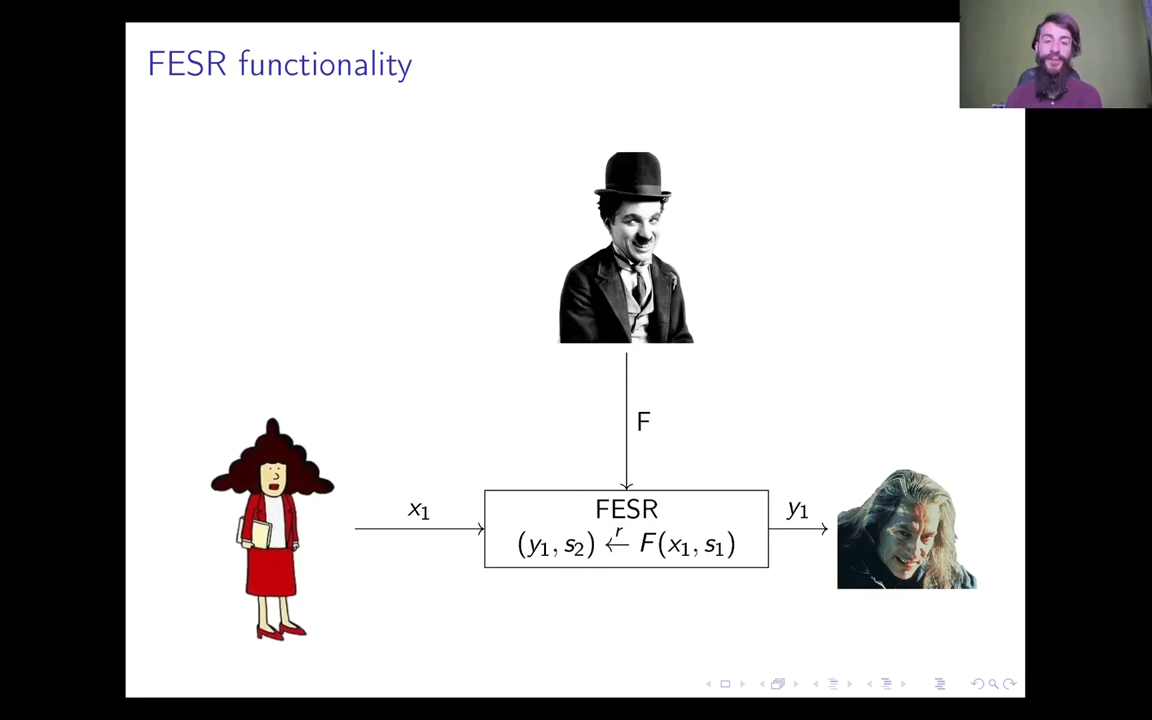 FESR functionality
F
x₁
FESR
y₁
(y₁, s₂) ←ʳ F(x₁, s₁)